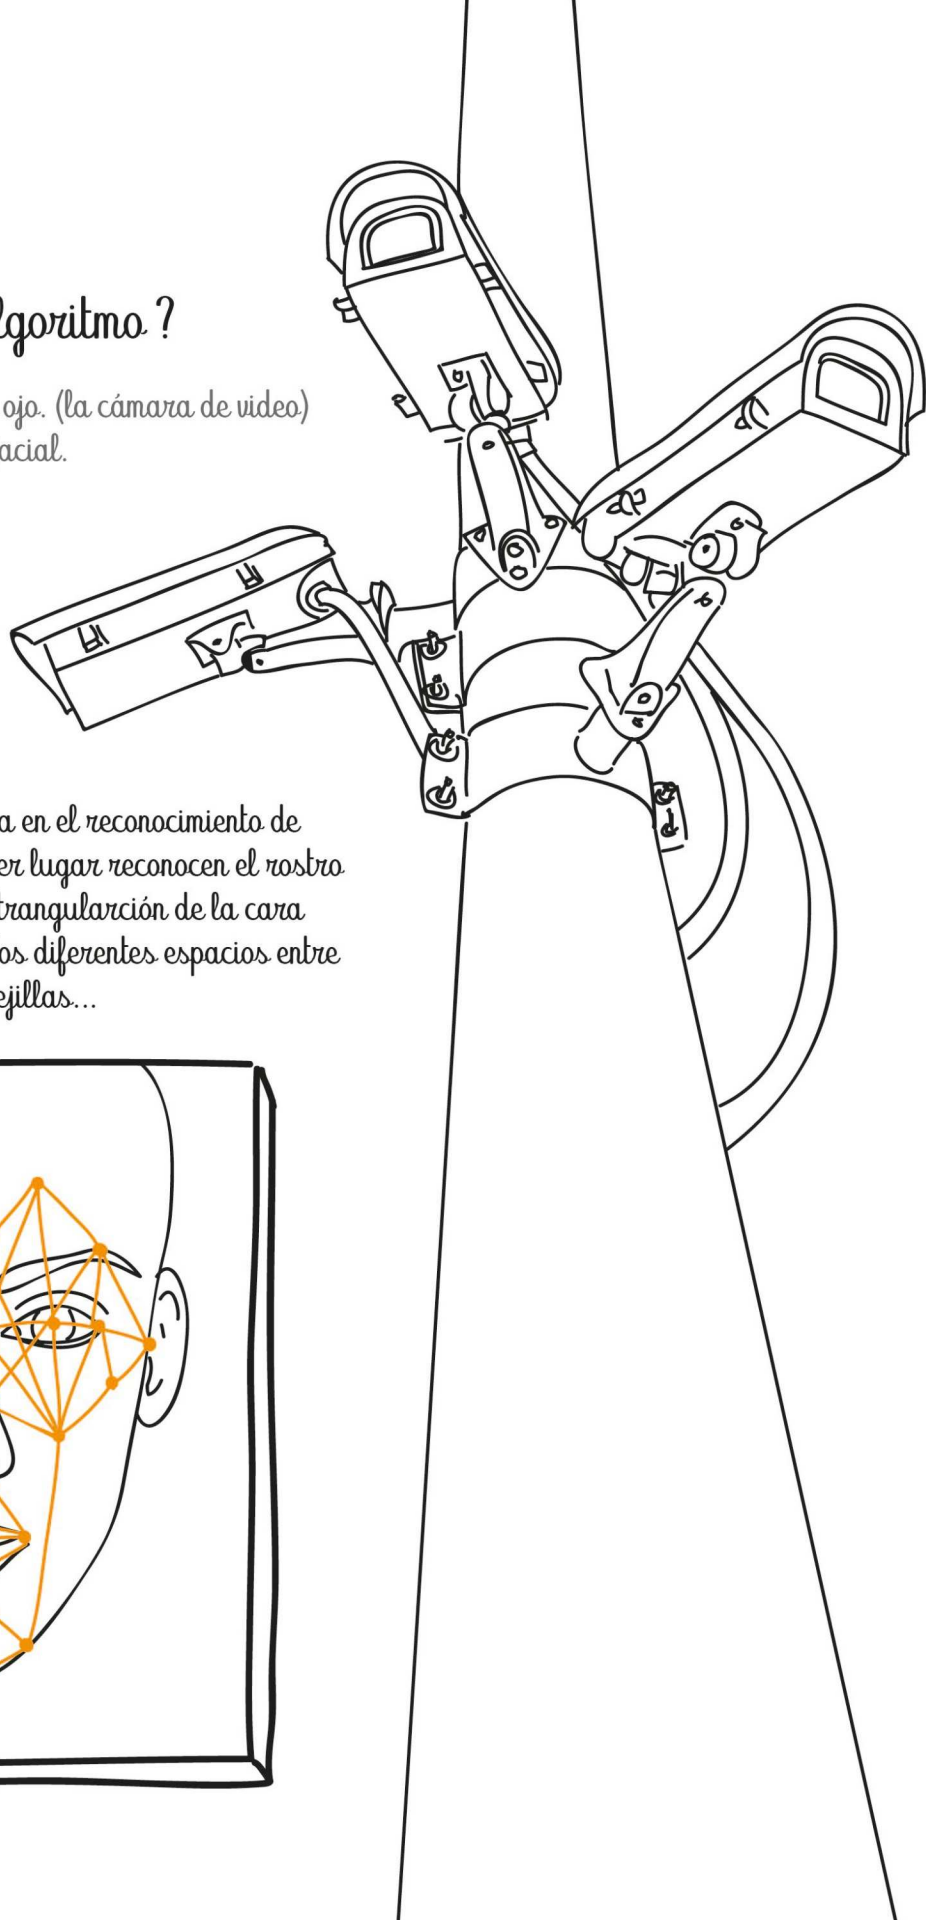 lgoritmo ?
ojo. (la cámara de video)
acial.
a en el reconocimiento de
er lugar reconocen el rostro
trangularción de la cara
os diferentes espacios entre
ejillas...